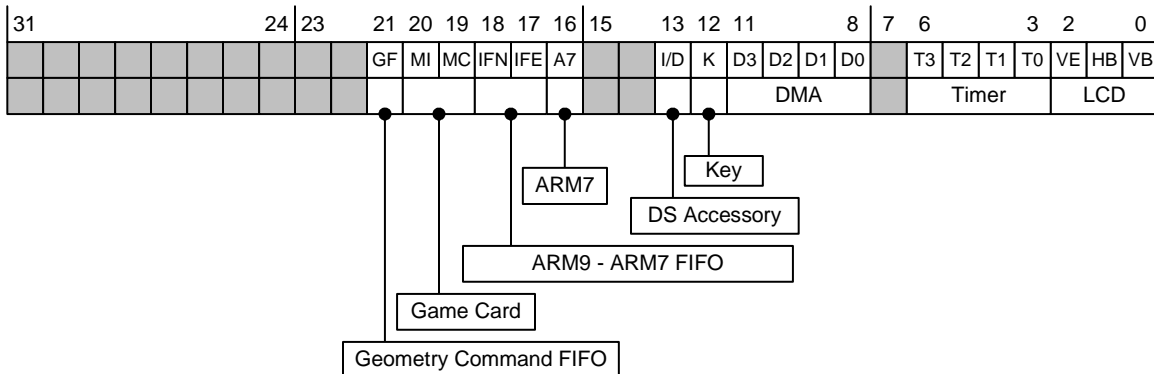 31 24 23 21 20 19 18 17 16 15 13 12 11 8 7 6 3 2 0
GF MI MC IFN IFE A7 I/D K D3 D2 D1 D0 T3 T2 T1 T0 VE HB VB
DMA Timer LCD
Key
ARM7
DS Accessory
ARM9 - ARM7 FIFO
Game Card
Geometry Command FIFO